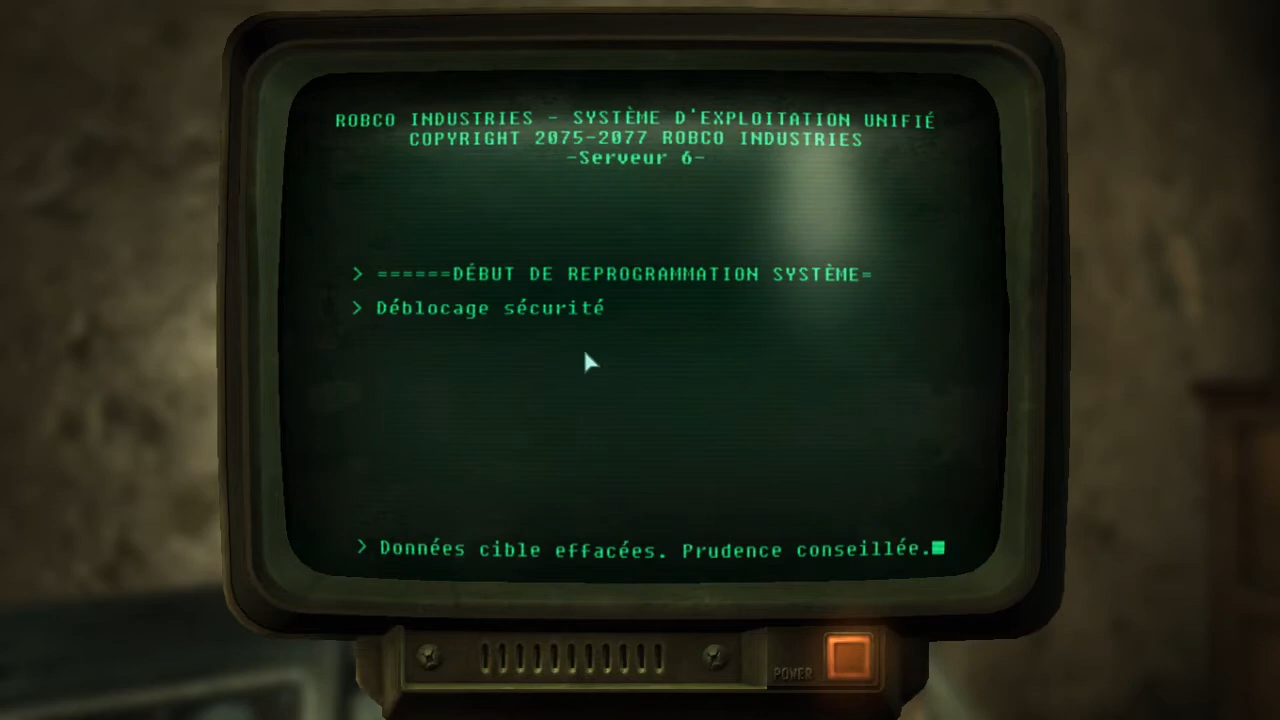 ROBCO INDUSTRIES - SYSTÈME D'EXPLOITATION UNIFIÉ
COPYRIGHT 2075-2077 ROBCO INDUSTRIES
-Serveur 6-
> ======DÉBUT DE REPROGRAMMATION SYSTÈME=
> Déblocage sécurité
> Données cible effacées. Prudence conseillée.
POWER